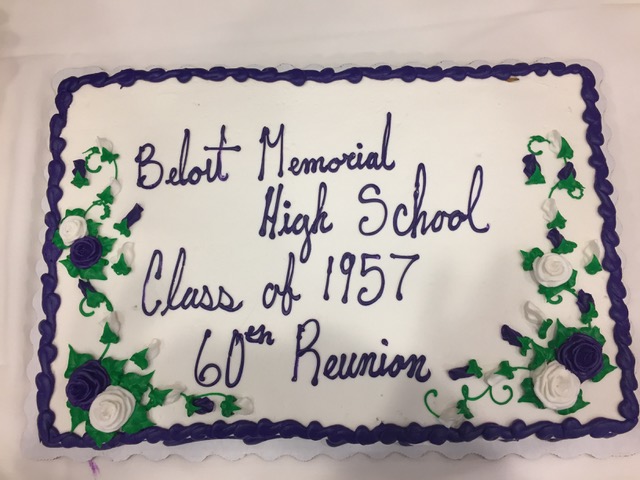 Beloit Memorial
High School
Class of 1957
60th Reunion